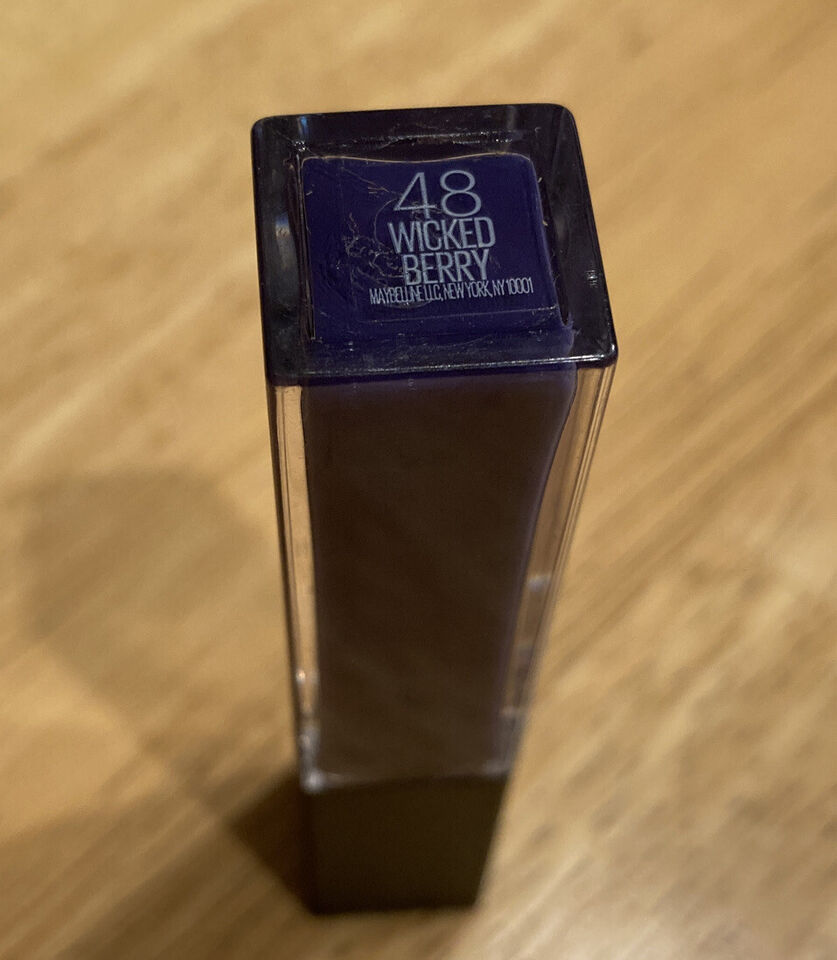 48
WICKED
BERRY
MAYBELLINE LLC, NEW YORK, NY 10001